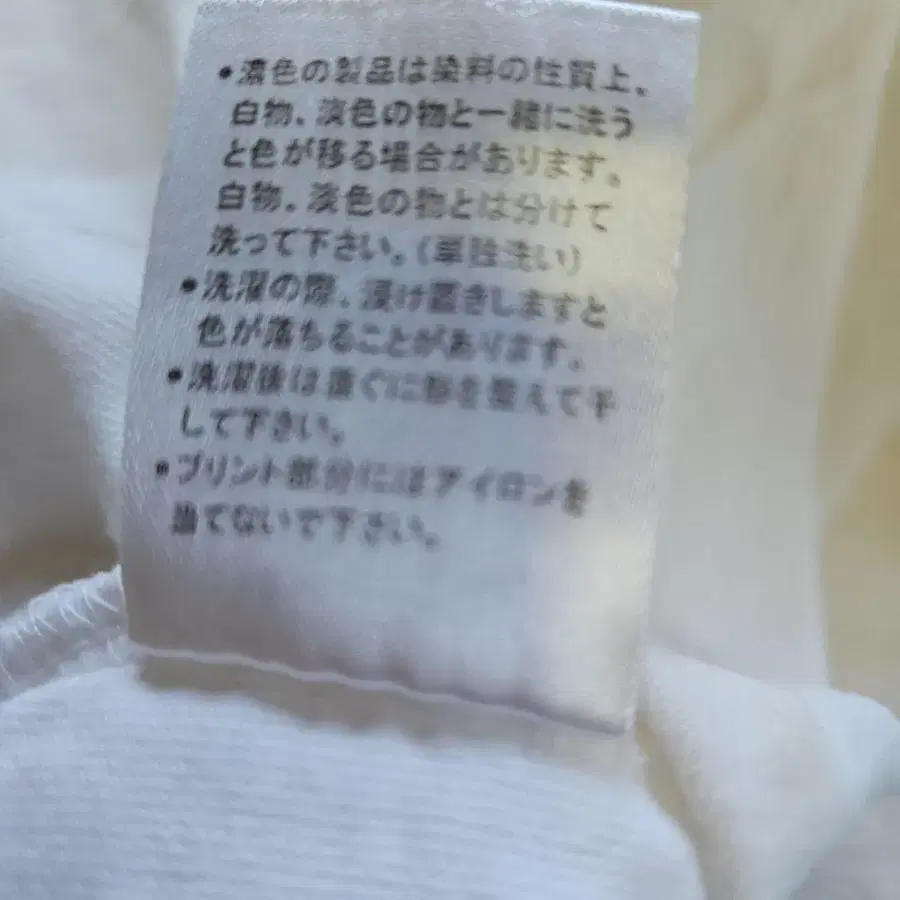 •濃色の製品は染料の性質上、
白物、淡色の物と一緒に洗う
と色が移る場合があります。
白物、淡色の物とは分けて
洗って下さい。(単独洗い)
•洗濯の際、浸け置きしますと
色が落ちることがあります。
•洗濯後は直ぐに形を整えて干
して下さい。
•プリント部分にはアイロンを
当てないで下さい。